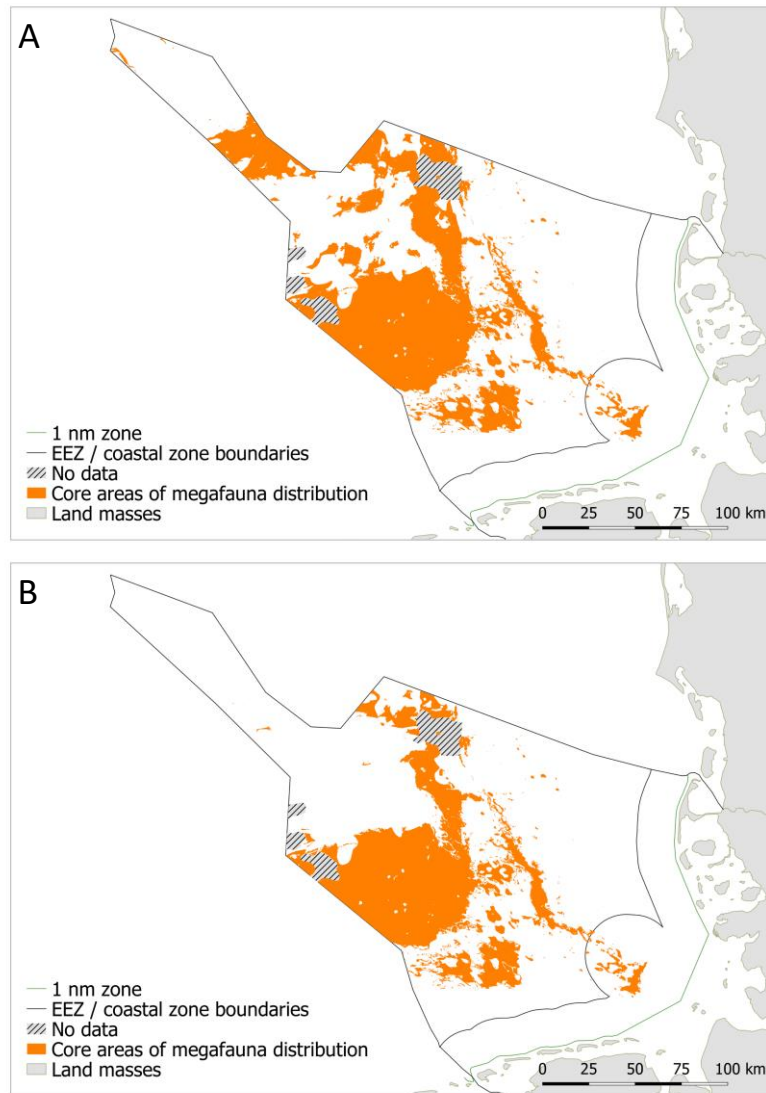 A
1 nm zone
EEZ / coastal zone boundaries
No data
Core areas of megafauna distribution
Land masses
0 25 50 75 100 km
B
1 nm zone
EEZ / coastal zone boundaries
No data
Core areas of megafauna distribution
Land masses
0 25 50 75 100 km